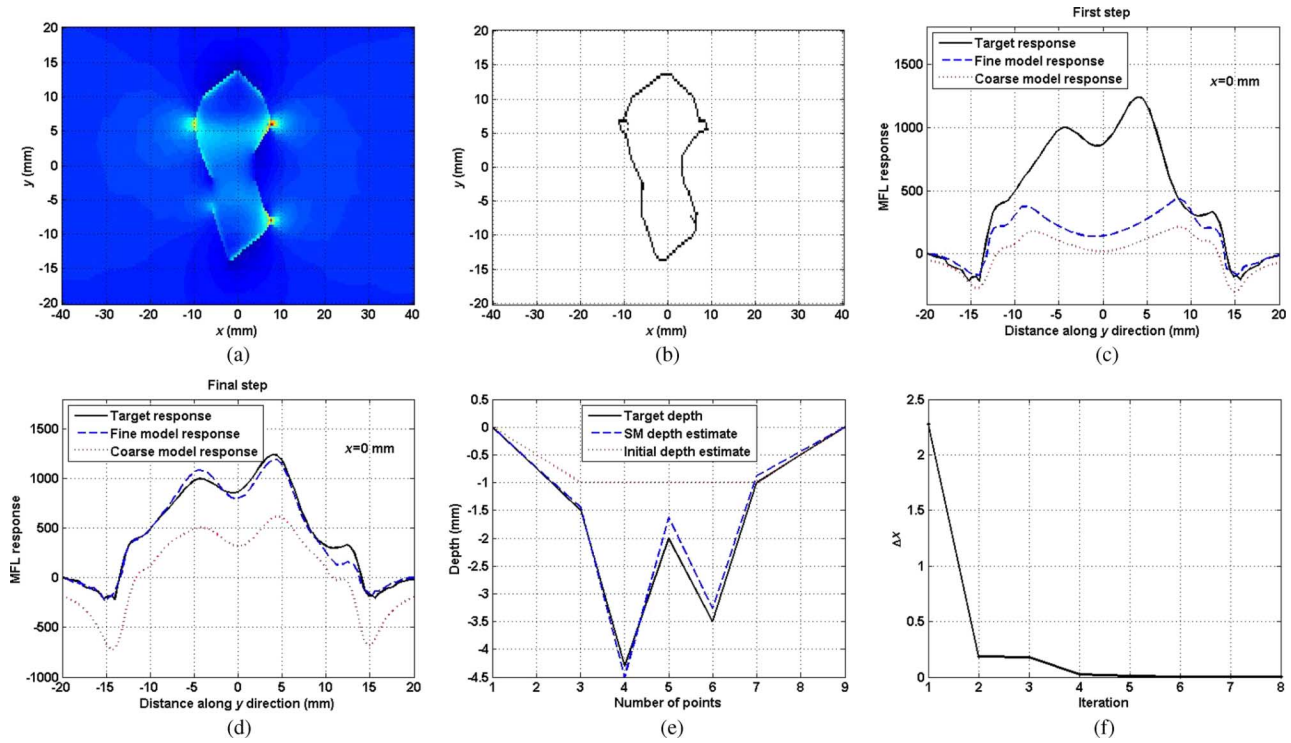 20
15
10
5
0
-5
-10
-15
-20
y (mm)
-40 -30 -20 -10 0 10 20 30 40
x (mm)
(a)
20
15
10
5
0
-5
-10
-15
-20
y (mm)
-40 -30 -20 -10 0 10 20 30 40
x (mm)
(b)
First step
Target response
Fine model response
Coarse model response
x=0 mm
1500
1000
500
0
MFL response
-20 -15 -10 -5 0 5 10 15 20
Distance along y direction (mm)
(c)
Final step
Target response
Fine model response
Coarse model response
x=0 mm
1500
1000
500
0
-500
-1000
MFL response
-20 -15 -10 -5 0 5 10 15 20
Distance along y direction (mm)
(d)
Target depth
SM depth estimate
Initial depth estimate
0.5
0
-0.5
-1
-1.5
-2
-2.5
-3
-3.5
-4
-4.5
Depth (mm)
1 2 3 4 5 6 7 8 9
Number of points
(e)
2.5
2
1.5
1
0.5
0
Δx
1 2 3 4 5 6 7 8
Iteration
(f)